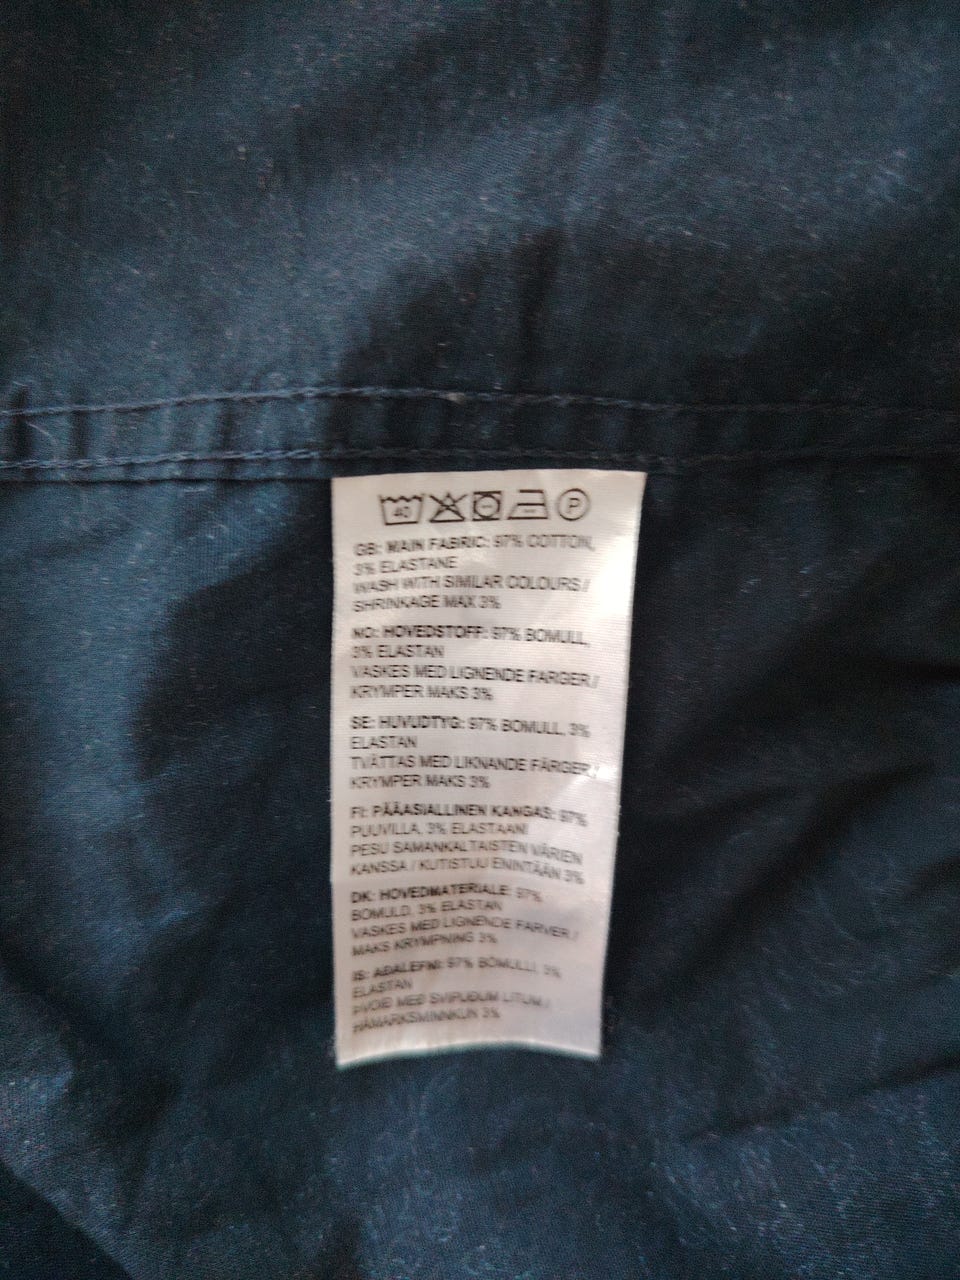 40 P
GB: MAIN FABRIC: 97% COTTON,
3% ELASTANE
WASH WITH SIMILAR COLOURS /
SHRINKAGE MAX 3%
NO: HOVEDSTOFF: 97% BOMULL,
3% ELASTAN
VASKES MED LIGNENDE FARGER /
KRYMPER MAKS 3%
SE: HUVUDTYG: 97% BOMULL, 3%
ELASTAN
TVÄTTAS MED LIKNANDE FÄRGER /
KRYMPER MAKS 3%
FI: PÄÄASIALLINEN KANGAS: 97%
PUUVILLA, 3% ELASTAANI
PESU SAMANKALTAISTEN VÄRIEN
KANSSA / KUTISTUU ENINTÄÄN 3%
DK: HOVEDMATERIALE: 97%
BOMULD, 3% ELASTAN
VASKES MED LIGNENDE FARVER /
MAKS KRYMPNING 3%
IS: AÐALEFNI: 97% BÓMULL, 3%
ELASTAN
ÞVOIÐ MEÐ SVIPUÐUM LITUM /
3%